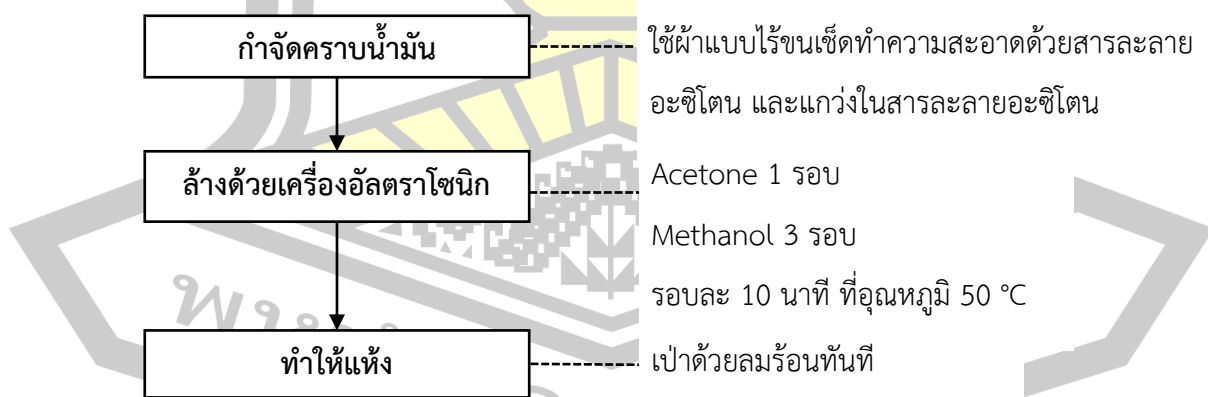 กำจัดคราบน้ำมัน
ใช้ผ้าแบบไร้ขนเช็ดทำความสะอาดด้วยสารละลาย
อะซิโตน และแกว่งในสารละลายอะซิโตน
ล้างด้วยเครื่องอัลตราโซนิก
Acetone 1 รอบ
Methanol 3 รอบ
รอบละ 10 นาที ที่อุณหภูมิ 50 °C
ทำให้แห้ง
เป่าด้วยลมร้อนทันที